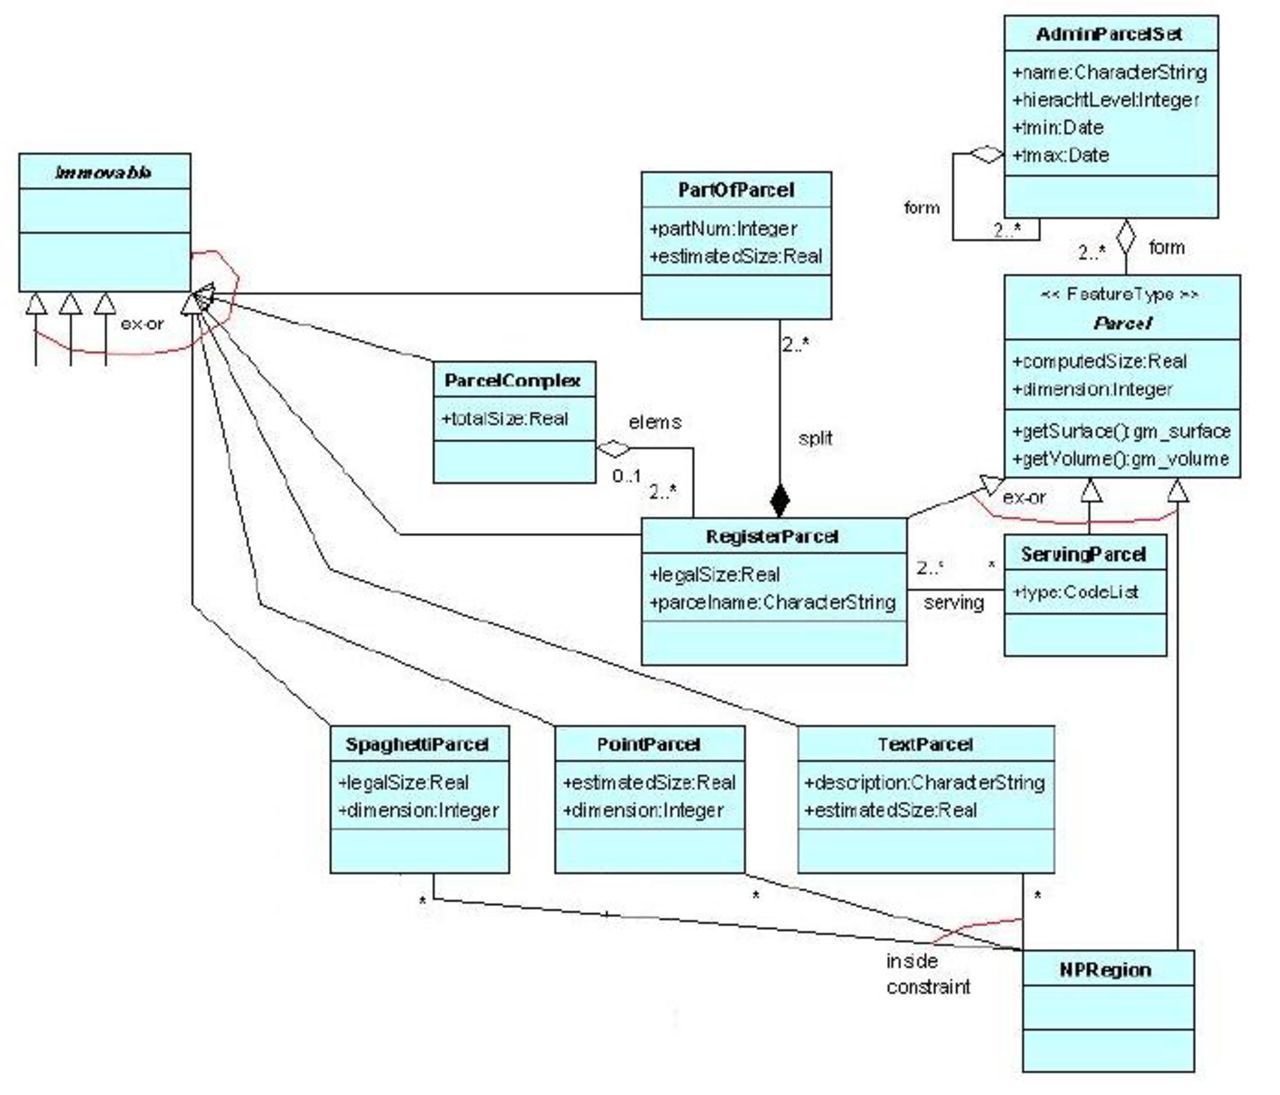 AdminParcelSet
+name:CharacterString
+hierachtLevel:Integer
+tmin:Date
+tmax:Date
form
2..*
2..*
form
Immovable
ex-or
PartOfParcel
+partNum:Integer
+estimatedSize:Real
2..*
split
<< FeatureType >>
Parcel
+computedSize:Real
+dimension:Integer
+getSurface():gm_surface
+getVolume():gm_volume
ParcelComplex
+totalSize:Real
elems
0..1
2..*
ex-or
RegisterParcel
+legalSize:Real
+parcelname:CharacterString
2..*
*
serving
ServingParcel
+type:CodeList
SpaghettiParcel
+legalSize:Real
+dimension:Integer
PointParcel
+estimatedSize:Real
+dimension:Integer
TextParcel
+description:CharacterString
+estimatedSize:Real
*
*
*
inside
constraint
NPRegion